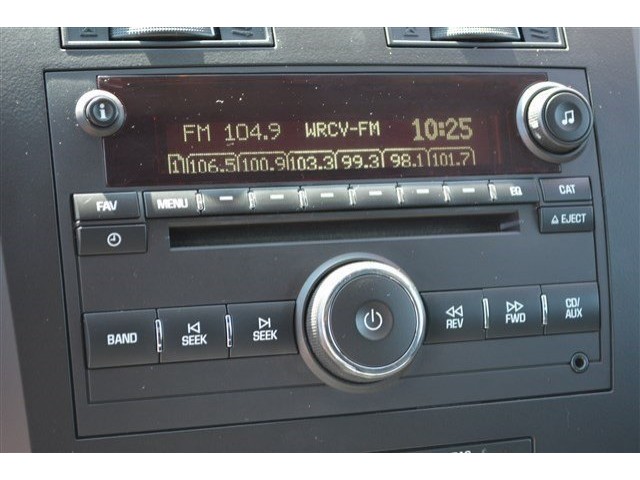 FM 104.9 WRCV-FM 10:25
1 106.5 100.9 103.3 99.3 98.1 101.7
FAV MENU EQ CAT
EJECT
BAND SEEK SEEK REV FWD CD/
AUX